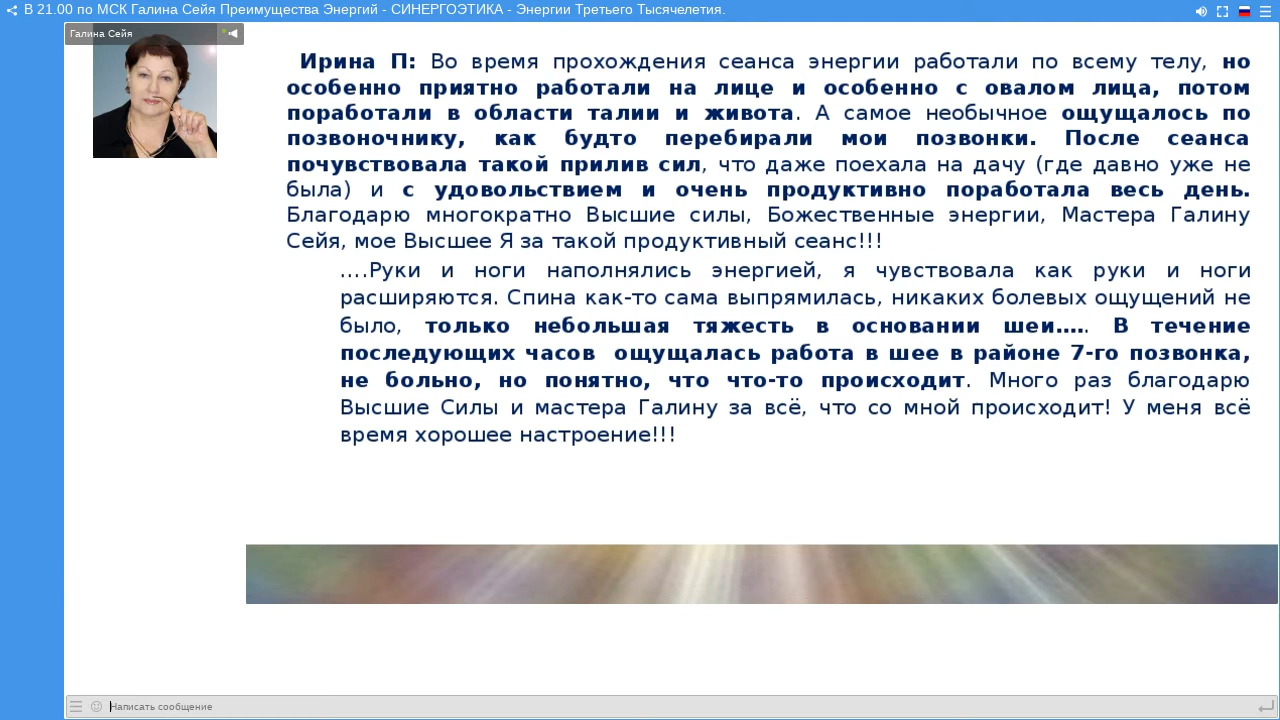 В 21.00 по МСК Галина Сейя Преимущества Энергий - СИНЕРГОЭТИКА - Энергии Третьего Тысячелетия.
Галина Сейя
Ирина П: Во время прохождения сеанса энергии работали по всему телу, но
особенно приятно работали на лице и особенно с овалом лица, потом
поработали в области талии и живота. А самое необычное ощущалось по
позвоночнику, как будто перебирали мои позвонки. После сеанса
почувствовала такой прилив сил, что даже поехала на дачу (где давно уже не
была) и с удовольствием и очень продуктивно поработала весь день.
Благодарю многократно Высшие силы, Божественные энергии, Мастера Галину
Сейя, мое Высшее Я за такой продуктивный сеанс!!!
....Руки и ноги наполнялись энергией, я чувствовала как руки и ноги
расширяются. Спина как-то сама выпрямилась, никаких болевых ощущений не
было, только небольшая тяжесть в основании шеи..... В течение
последующих часов ощущалась работа в шее в районе 7-го позвонка,
не больно, но понятно, что что-то происходит. Много раз благодарю
Высшие Силы и мастера Галину за всё, что со мной происходит! У меня всё
время хорошее настроение!!!
Написать сообщение